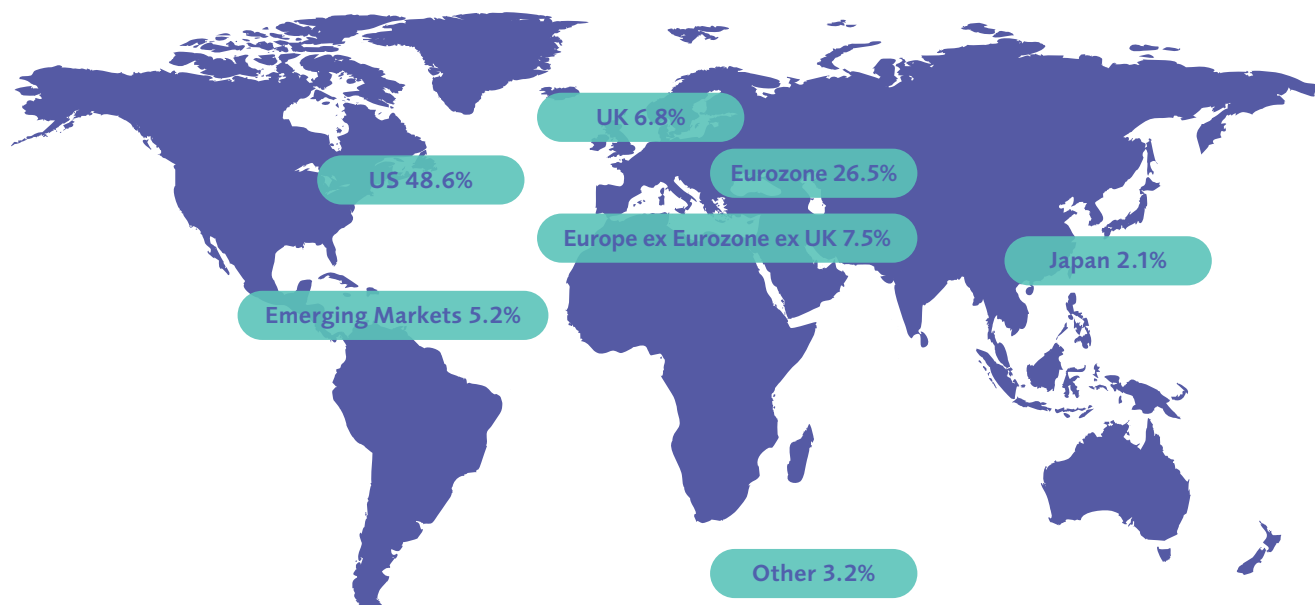 UK 6.8%
Eurozone 26.5%
US 48.6%
Europe ex Eurozone ex UK 7.5%
Japan 2.1%
Emerging Markets 5.2%
Other 3.2%